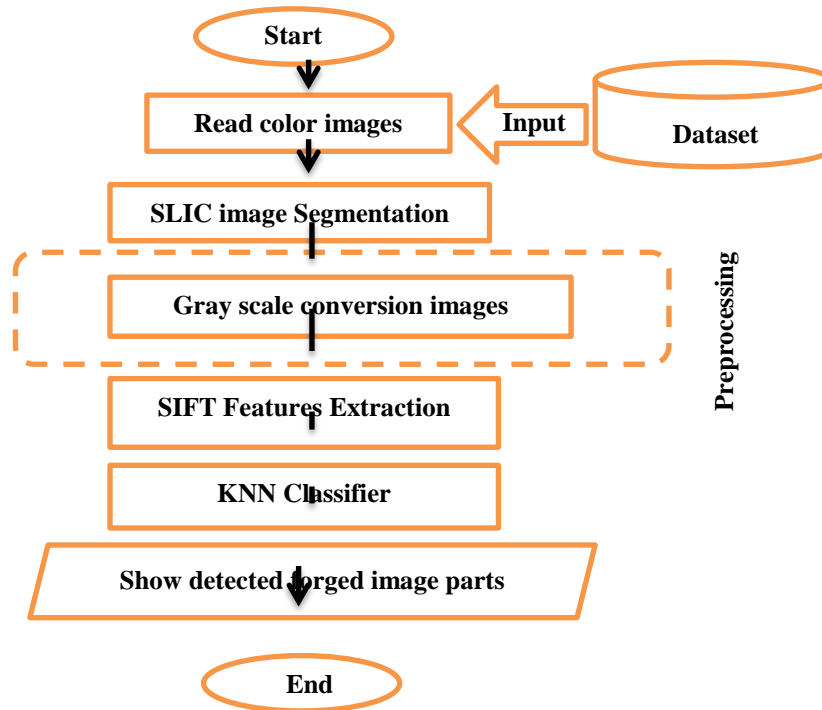 Start
Read color images
Input
Dataset
SLIC image Segmentation
Gray scale conversion images
Preprocessing
SIFT Features Extraction
KNN Classifier
Show detected forged image parts
End